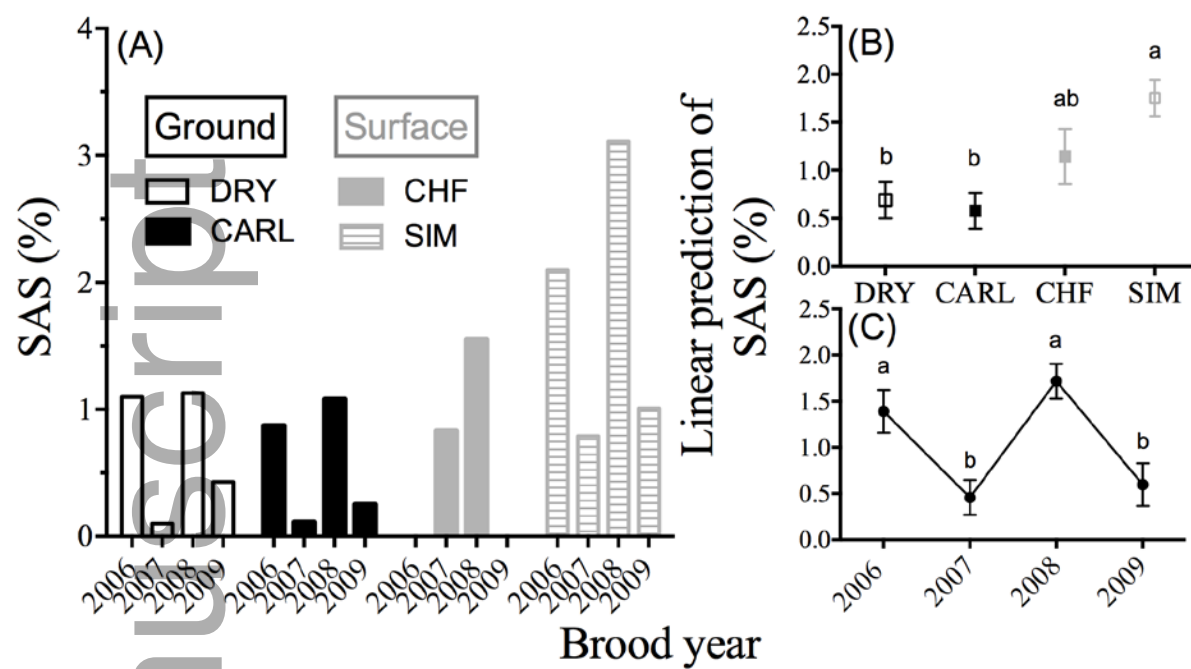 (A)
4
3
2
1
0
SAS (%)
Ground
Surface
DRY
CARL
CHF
SIM
2006
2007
2008
2009
2006
2007
2008
2009
2006
2007
2008
2009
2006
2007
2008
2009
Brood year
Linear prediction of
SAS (%)
(B)
2.5
2.0
1.5
1.0
0.5
0.0
b
b
ab
a
DRY
CARL
CHF
SIM
(C)
2.5
2.0
1.5
1.0
0.5
0.0
a
b
a
b
2006
2007
2008
2009
nuscript